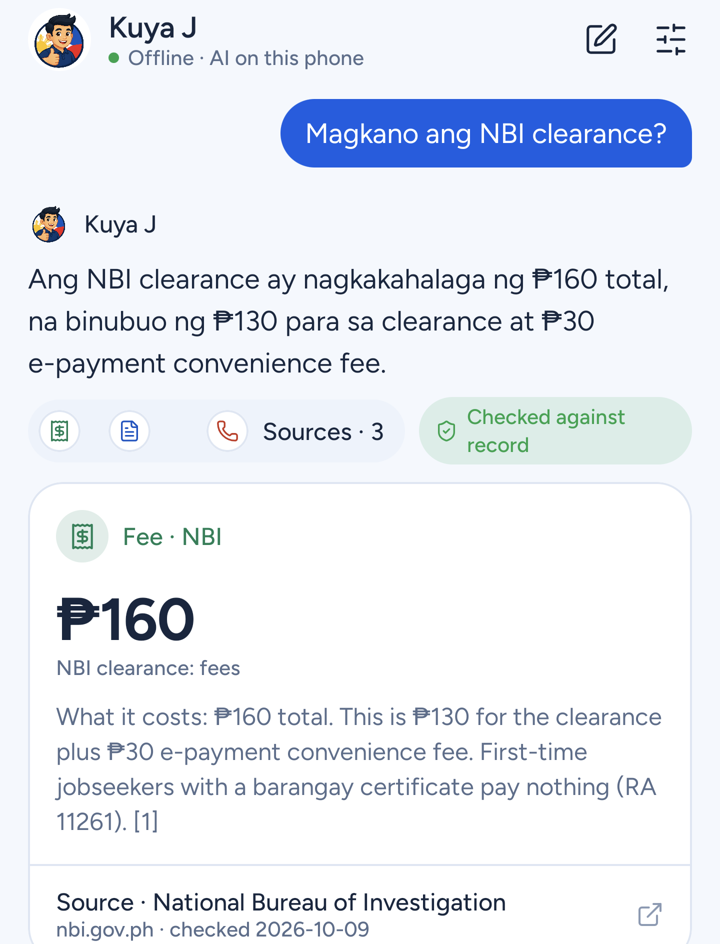 Kuya J
Offline · AI on this phone
Magkano ang NBI clearance?
Kuya J
Ang NBI clearance ay nagkakahalaga ng ₱160 total,
na binubuo ng ₱130 para sa clearance at ₱30
e-payment convenience fee.
Sources · 3
Checked against
record
Fee · NBI
₱160
NBI clearance: fees
What it costs: ₱160 total. This is ₱130 for the clearance
plus ₱30 e-payment convenience fee. First-time
jobseekers with a barangay certificate pay nothing (RA
11261). [1]
Source · National Bureau of Investigation
nbi.gov.ph · checked 2026-10-09